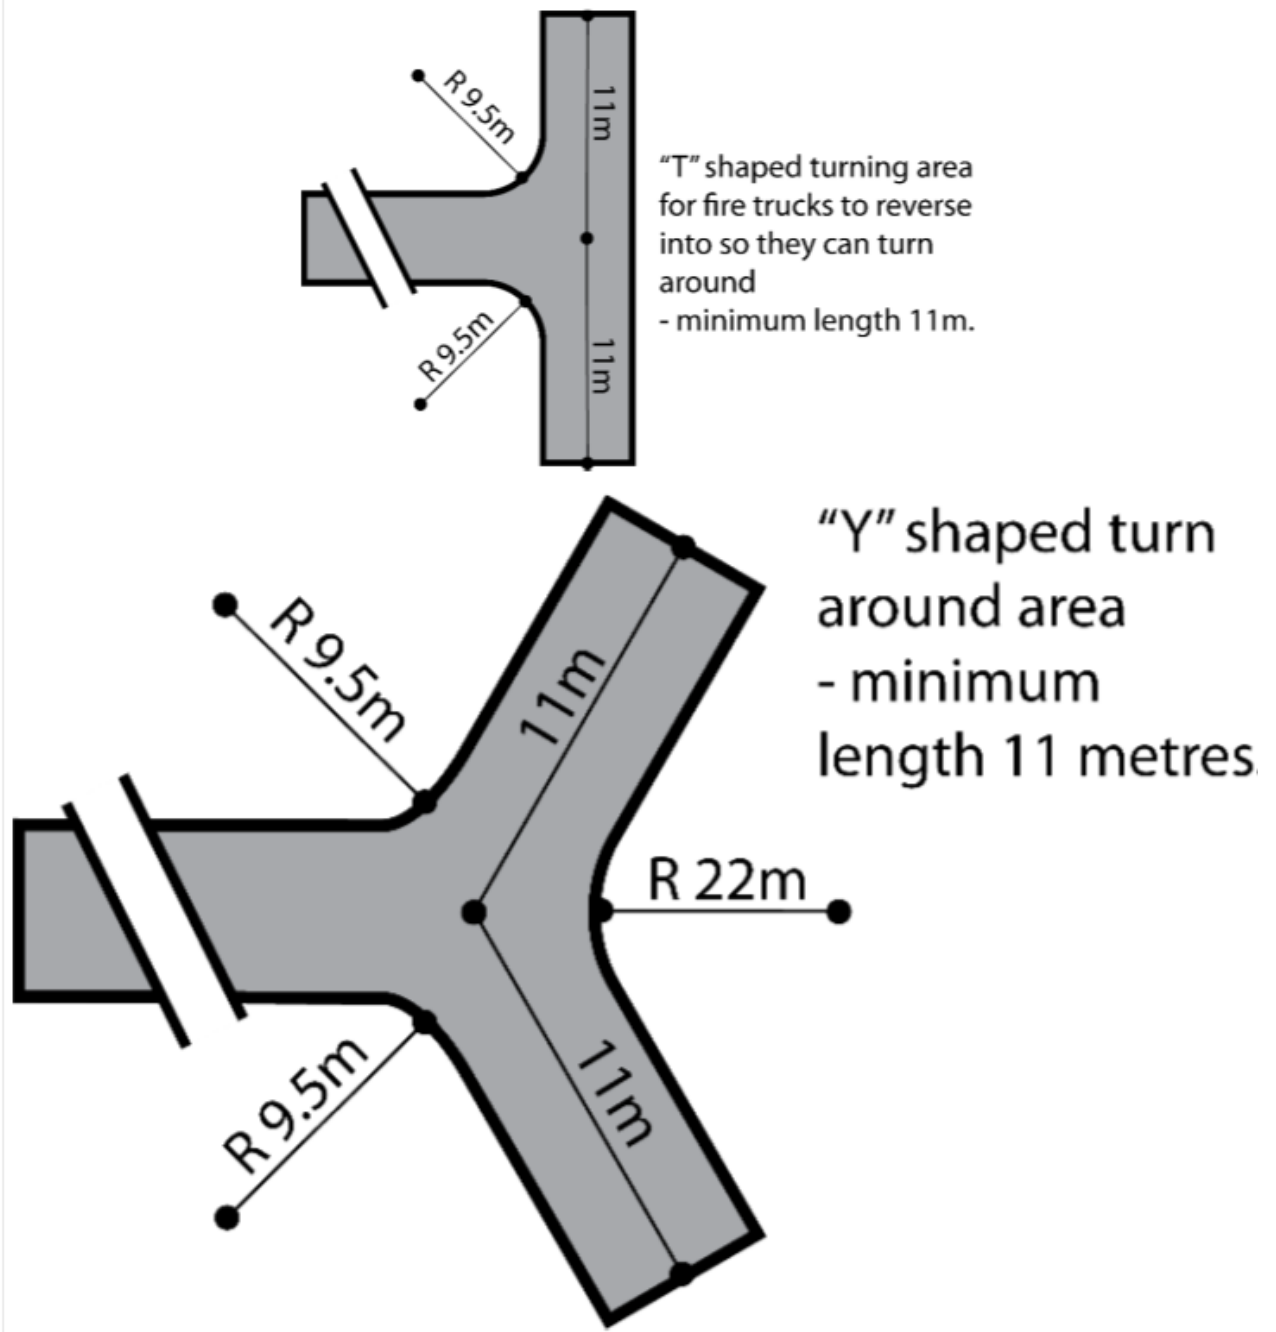 R 9.5m
11m
“T” shaped turning area
for fire trucks to reverse
into so they can turn
around
- minimum length 11m.
R 9.5m
11m
“Y” shaped turn
around area
- minimum
length 11 metres.
R 9.5m
11m
R 22m
R 9.5m
11m